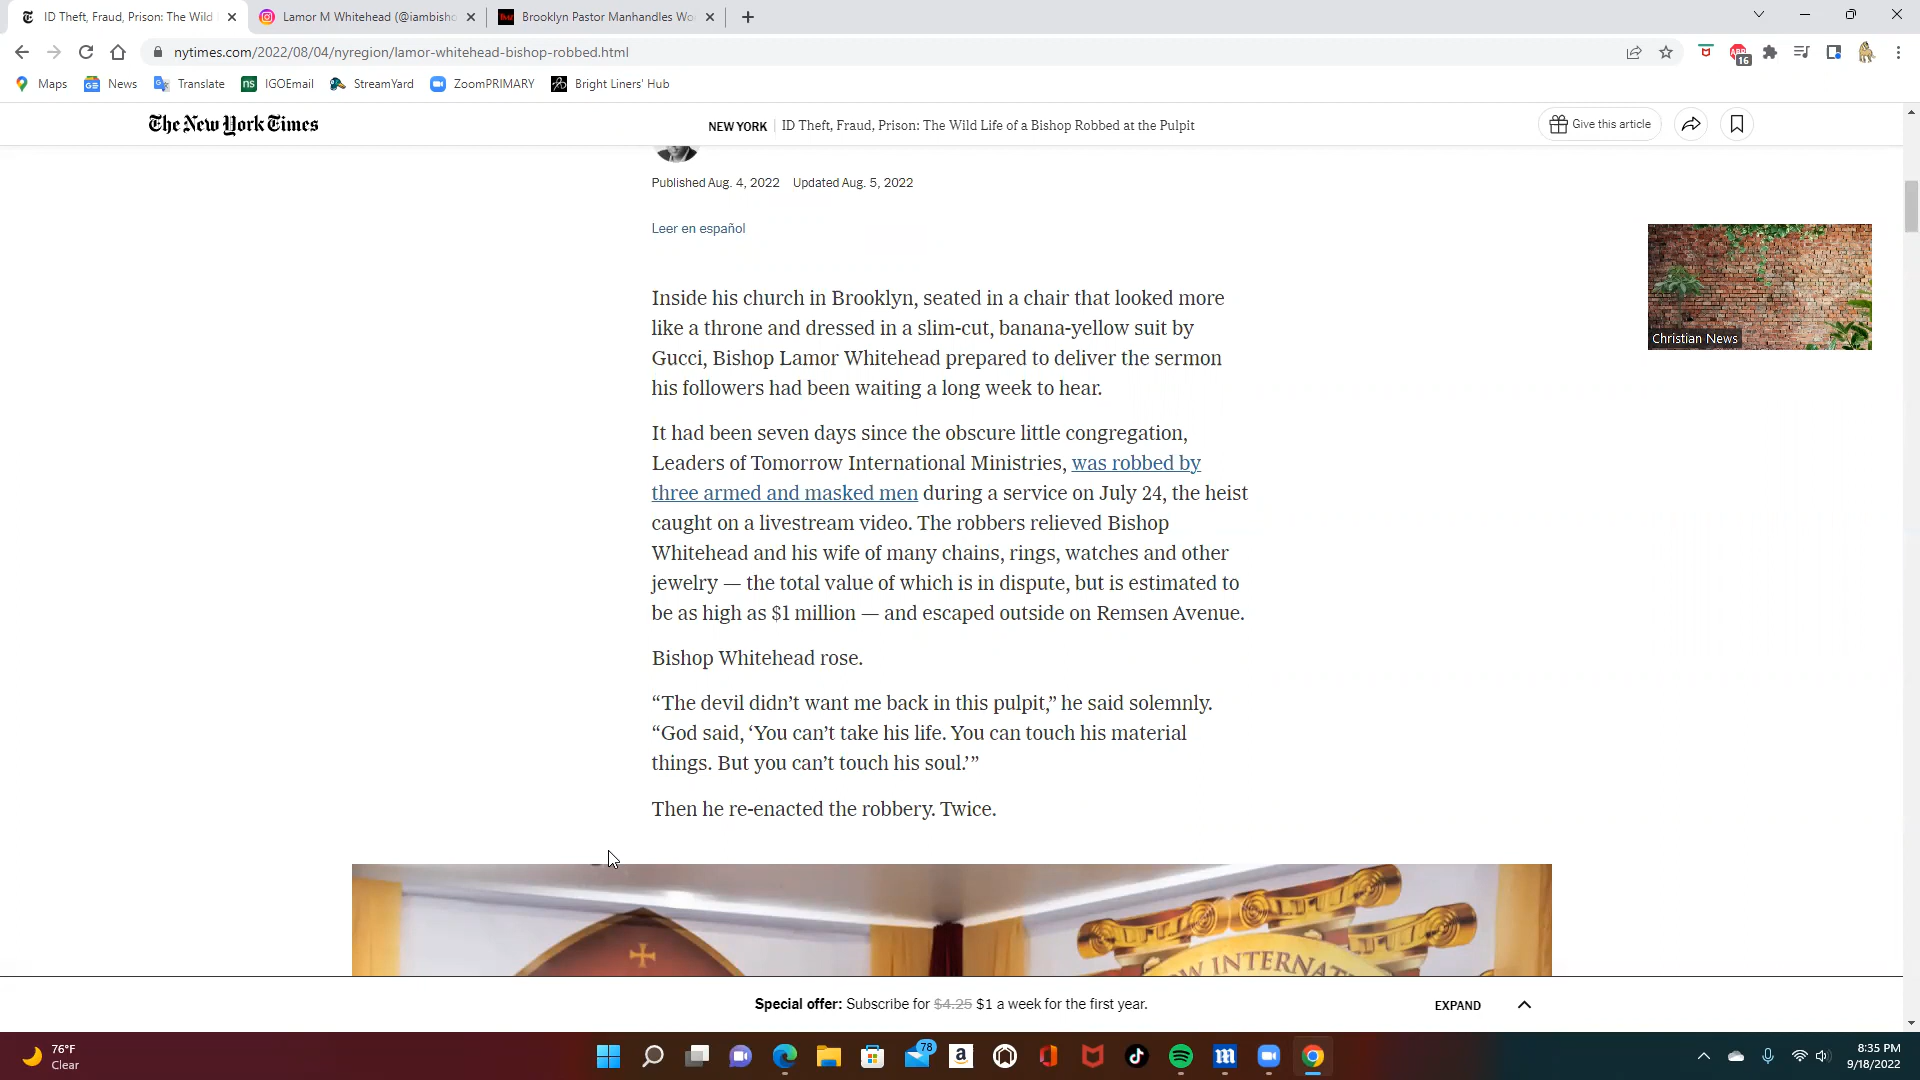 ID Theft, Fraud, Prison: The Wild
Lamor M Whitehead (@iambisho
Brooklyn Pastor Manhandles Wo
nytimes.com/2022/08/04/nyregion/lamor-whitehead-bishop-robbed.html
16
Maps
News
Translate
IGOEmail
StreamYard
ZoomPRIMARY
Bright Liners' Hub
The New York Times
NEW YORK
ID Theft, Fraud, Prison: The Wild Life of a Bishop Robbed at the Pulpit
Give this article
Published Aug. 4, 2022 Updated Aug. 5, 2022
Leer en español
Christian News
Inside his church in Brooklyn, seated in a chair that looked more
like a throne and dressed in a slim-cut, banana-yellow suit by
Gucci, Bishop Lamor Whitehead prepared to deliver the sermon
his followers had been waiting a long week to hear.
It had been seven days since the obscure little congregation,
Leaders of Tomorrow International Ministries, was robbed by
three armed and masked men during a service on July 24, the heist
caught on a livestream video. The robbers relieved Bishop
Whitehead and his wife of many chains, rings, watches and other
jewelry — the total value of which is in dispute, but is estimated to
be as high as $1 million — and escaped outside on Remsen Avenue.
Bishop Whitehead rose.
“The devil didn’t want me back in this pulpit,” he said solemnly.
“God said, ‘You can’t take his life. You can touch his material
things. But you can’t touch his soul.’”
Then he re-enacted the robbery. Twice.
OW INTERNATI
Special offer: Subscribe for $4.25 $1 a week for the first year.
EXPAND
76°F
Clear
78
8:35 PM
9/18/2022